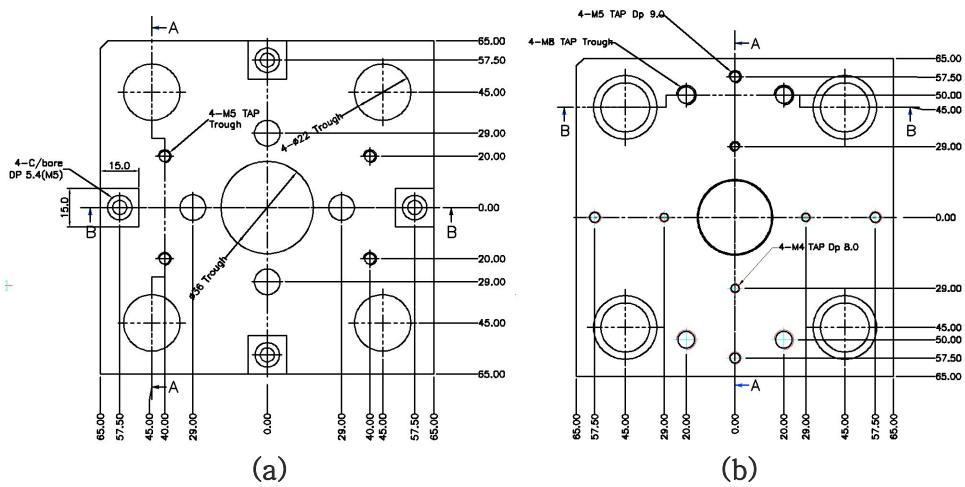 A
4-M5 TAP
Trough
4-ø22 Trough
4-C/bare
DP 5.4(M5)
15.0
15.0
B
B
ø36 Trough
A
65.00
57.50
45.00
29.00
20.00
0.00
20.00
29.00
45.00
65.00
65.00
57.50
45.00
40.00
29.00
0.00
29.00
40.00
45.00
57.50
65.00
(a)
4-M5 TAP Dp 9.0
4-M8 TAP Trough
A
B
B
4-M4 TAP Dp 8.0
A
65.00
57.50
50.00
45.00
29.00
0.00
29.00
45.00
50.00
57.50
65.00
65.00
57.50
45.00
29.00
20.00
0.00
20.00
29.00
45.00
57.50
65.00
(b)